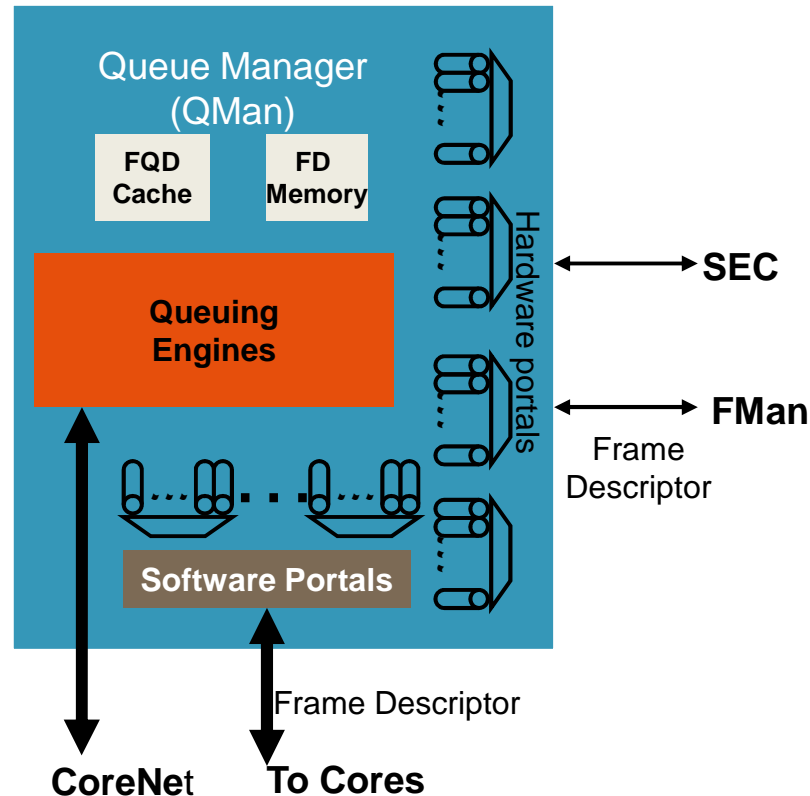 Queue Manager
(QMan)
FQD
Cache
FD
Memory
Hardware portals
SEC
Queuing
Engines
FMan
Frame
Descriptor
Software Portals
Frame Descriptor
CoreNet
To Cores